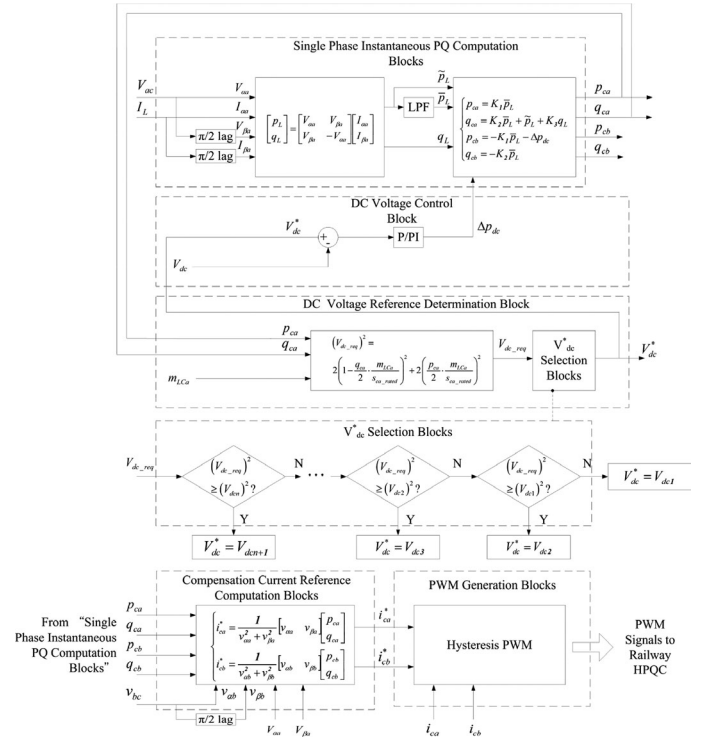 Single Phase Instantaneous PQ Computation
Blocks
V_ac
I_L
V_αa
I_αa
V_βa
I_βa
π/2 lag
π/2 lag
[p_L q_L] = [V_αa V_βa V_βa −V_αa] [I_αa I_βa]
p̃_L
p̄_L
LPF
q_L
p_ca = K_1 p̄_L
q_ca = K_2 p̄_L + p̃_L + K_3 q_L
p_cb = −K_1 p̄_L − Δp_dc
q_cb = −K_2 p̄_L
p_ca
q_ca
p_cb
q_cb
DC Voltage Control
Block
V*_dc
+
-
P/PI
Δp_dc
V_dc
DC Voltage Reference Determination Block
p_ca
q_ca
m_LCa
(V_dc_req)² =
2(1 − q_ca/2 · m_LCa/s_ca_rated)² + 2(p_ca/2 · m_LCa/s_ca_rated)²
V_dc_req
V*_dc
Selection
Blocks
V*_dc
V*_dc Selection Blocks
V_dc_req
(V_dc_req)²
≥ (V_dcn)² ?
N
...
(V_dc_req)²
≥ (V_dc2)² ?
N
(V_dc_req)²
≥ (V_dc1)² ?
N
V*_dc = V_dc1
Y
Y
Y
V*_dc = V_dcn+1
V*_dc = V_dc3
V*_dc = V_dc2
Compensation Current Reference
Computation Blocks
From “Single
Phase Instantaneous
PQ Computation
Blocks”
p_ca
q_ca
p_cb
q_cb
v_bc
i*_ca = 1/(v²_αa + v²_βa) [v_αa v_βa] [p_ca q_ca]
i*_cb = 1/(v²_αb + v²_βb) [v_αb v_βb] [p_cb q_cb]
v_αb
v_βb
π/2 lag
V_αa
V_βa
i*_ca
i*_cb
PWM Generation Blocks
Hysteresis PWM
i_ca
i_cb
PWM
Signals to
Railway
HPQC